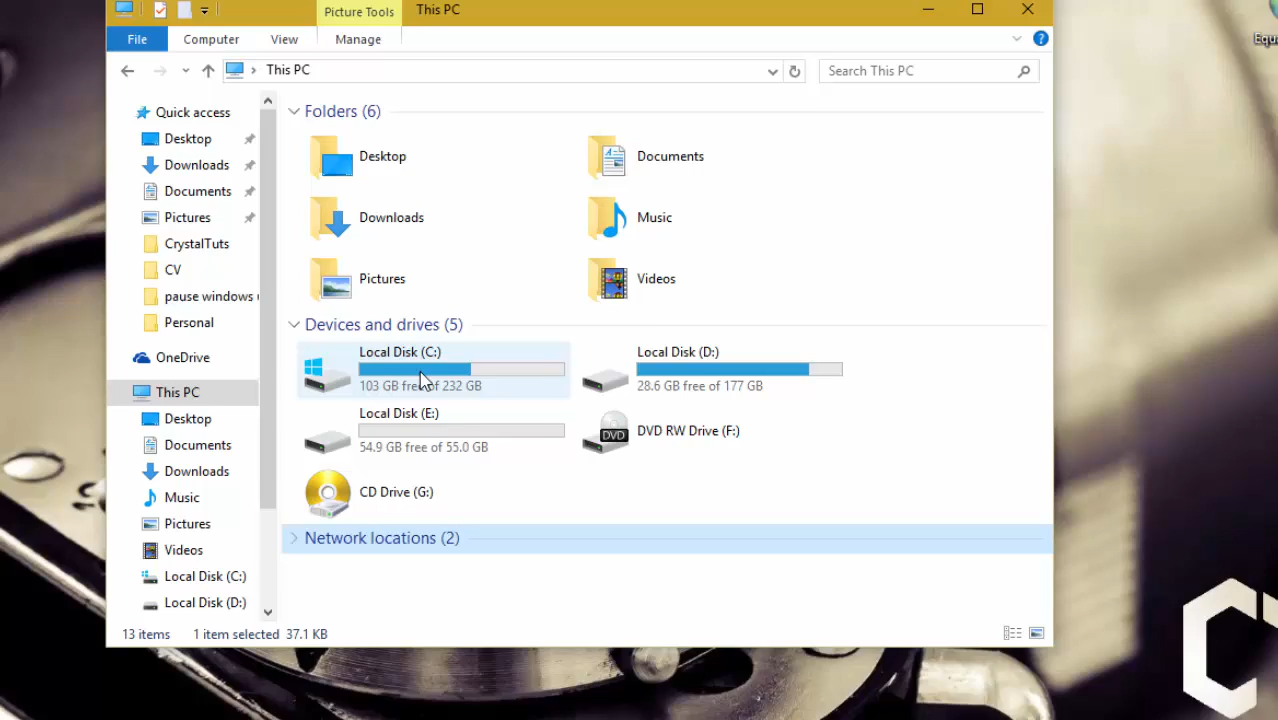 Picture Tools
This PC
File
Computer
View
Manage
This PC
Search This PC
Quick access
Desktop
Downloads
Documents
Pictures
CrystalTuts
CV
pause windows
Personal
OneDrive
This PC
Desktop
Documents
Downloads
Music
Pictures
Videos
Local Disk (C:)
Local Disk (D:)
Folders (6)
Desktop
Documents
Downloads
Music
Pictures
Videos
Devices and drives (5)
Local Disk (C:)
103 GB free of 232 GB
Local Disk (D:)
28.6 GB free of 177 GB
Local Disk (E:)
54.9 GB free of 55.0 GB
DVD
DVD RW Drive (F:)
CD Drive (G:)
Network locations (2)
13 items
1 item selected 37.1 KB